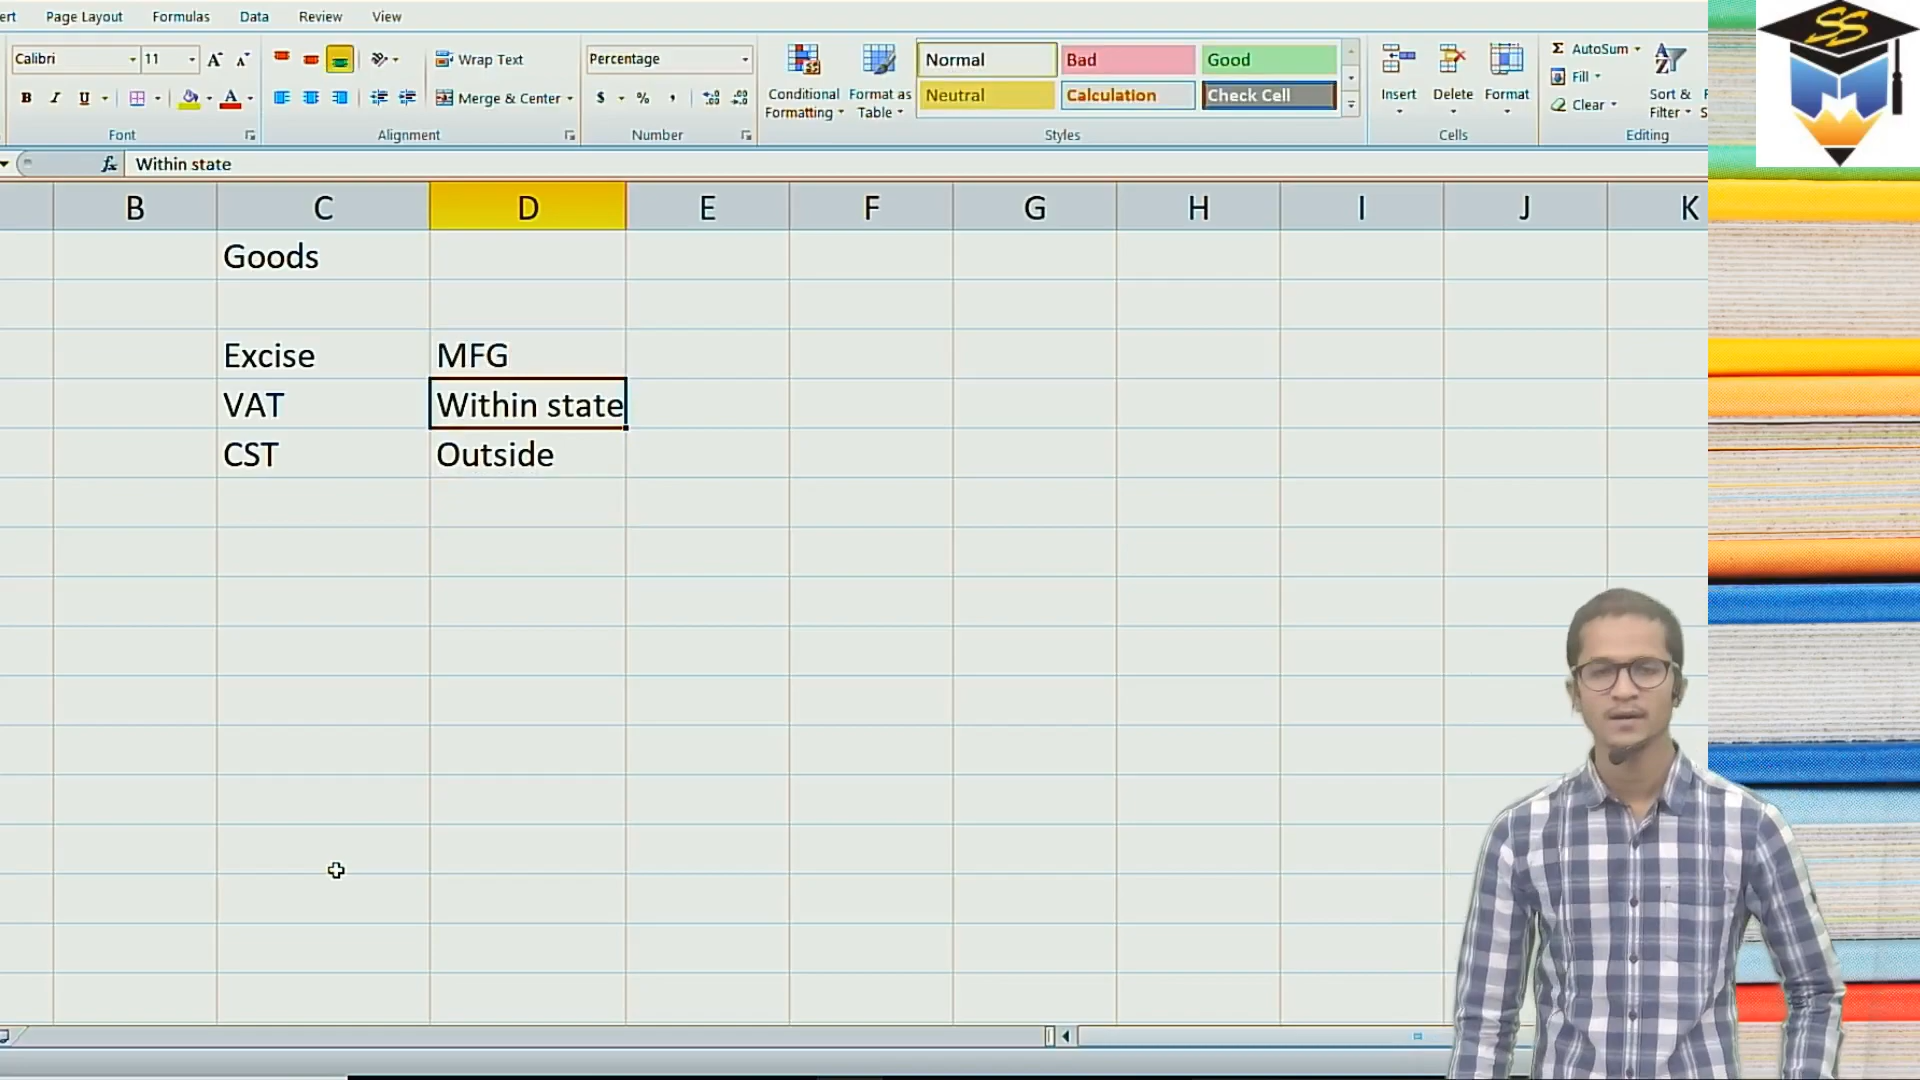 ert Page Layout Formulas Data Review View
Calibri 11 A A Wrap Text Percentage Normal Bad Good AutoSum
B I U A Merge & Center $ % , Neutral Calculation Check Cell Fill
Conditional Formatting Format as Table Insert Delete Format Clear Sort & Filter
Font Alignment Number Styles Cells Editing
fx Within state
B C D E F G H I J K
Goods
Excise MFG
VAT Within state
CST Outside
SS